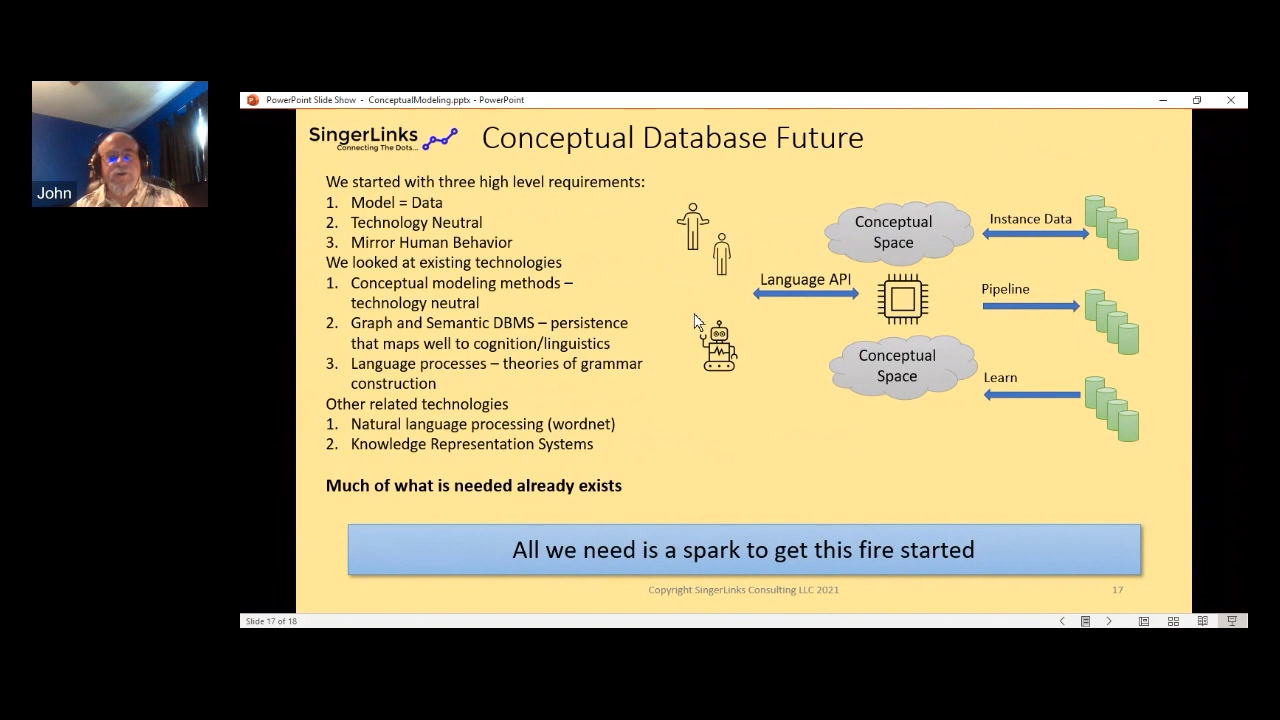 PowerPoint Slide Show - ConceptualModeling.pptx - PowerPoint
John
SingerLinks
Connecting The Dots...
Conceptual Database Future
We started with three high level requirements:
1. Model = Data
2. Technology Neutral
3. Mirror Human Behavior
We looked at existing technologies
1. Conceptual modeling methods –
technology neutral
2. Graph and Semantic DBMS – persistence
that maps well to cognition/linguistics
3. Language processes – theories of grammar
construction
Other related technologies
1. Natural language processing (wordnet)
2. Knowledge Representation Systems
Much of what is needed already exists
Language API
Conceptual
Space
Conceptual
Space
Instance Data
Pipeline
Learn
All we need is a spark to get this fire started
Copyright SingerLinks Consulting LLC 2021
17
Slide 17 of 18